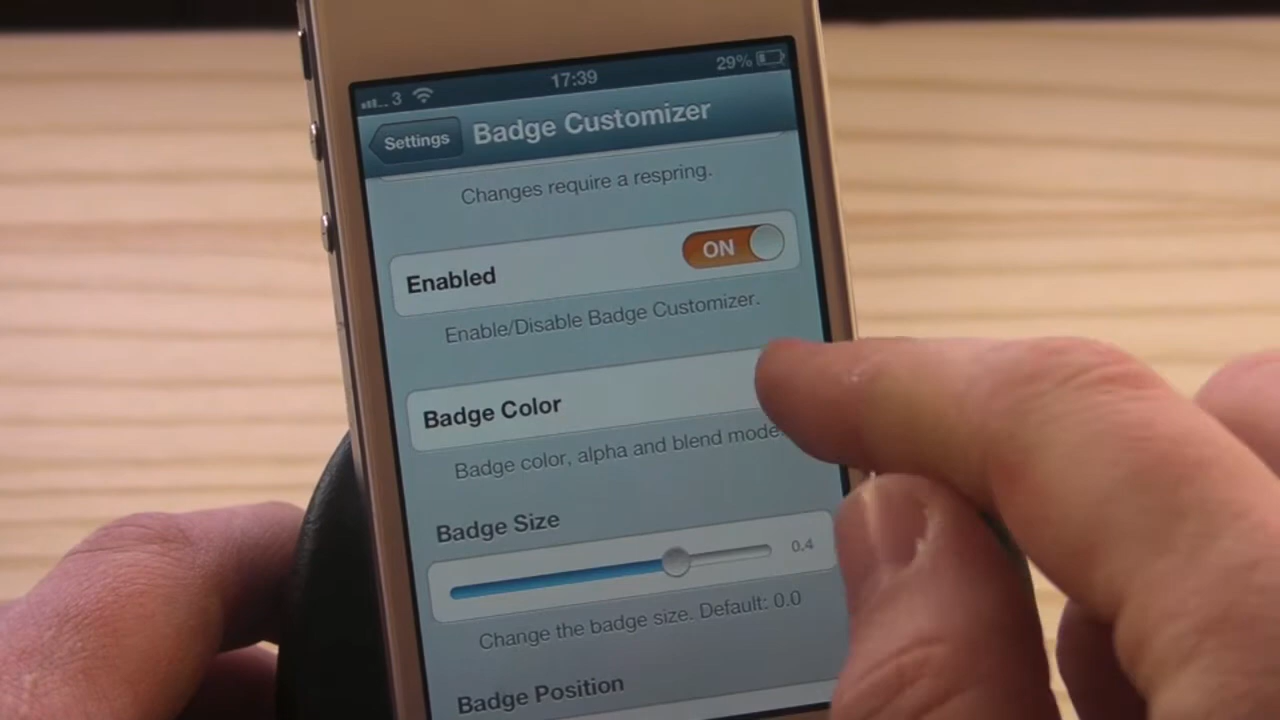 3 17:39 29%
Settings Badge Customizer
Changes require a respring.
Enabled ON
Enable/Disable Badge Customizer.
Badge Color
Badge color, alpha and blend mode.
Badge Size
0.4
Change the badge size. Default: 0.0
Badge Position